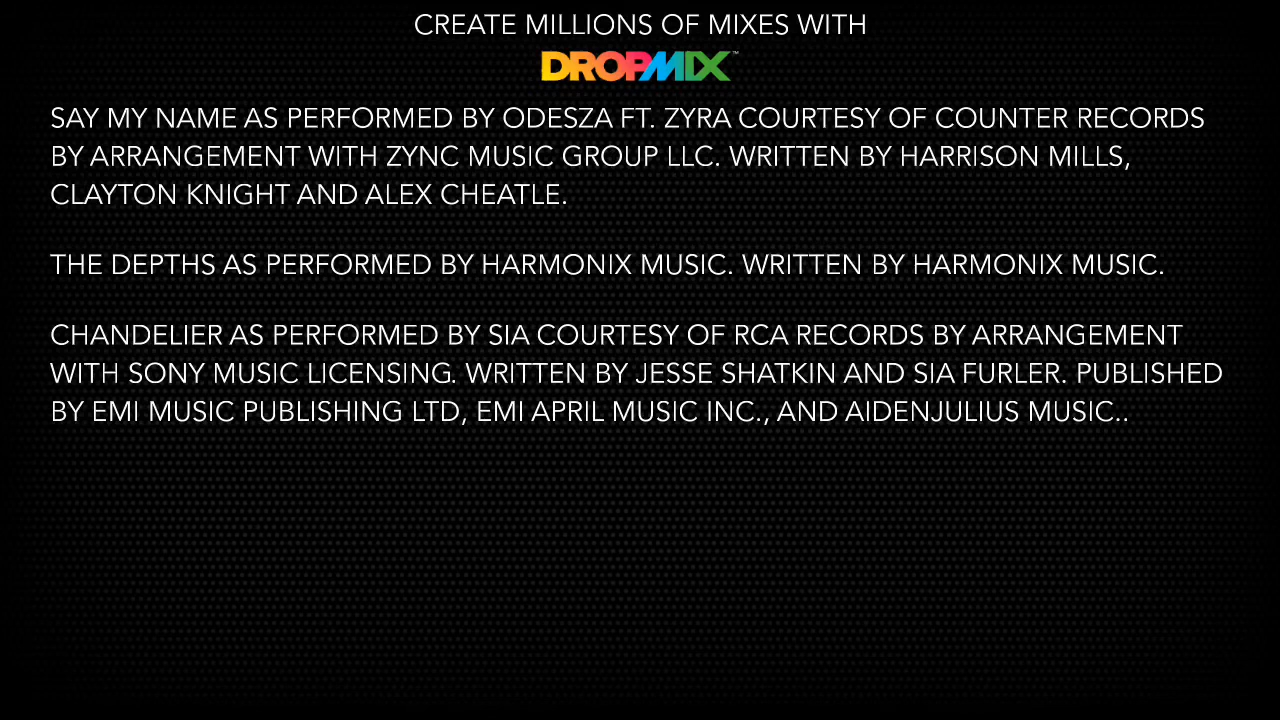 CREATE MILLIONS OF MIXES WITH
DROPMIX™
SAY MY NAME AS PERFORMED BY ODESZA FT. ZYRA COURTESY OF COUNTER RECORDS
BY ARRANGEMENT WITH ZYNC MUSIC GROUP LLC. WRITTEN BY HARRISON MILLS,
CLAYTON KNIGHT AND ALEX CHEATLE.
THE DEPTHS AS PERFORMED BY HARMONIX MUSIC. WRITTEN BY HARMONIX MUSIC.
CHANDELIER AS PERFORMED BY SIA COURTESY OF RCA RECORDS BY ARRANGEMENT
WITH SONY MUSIC LICENSING. WRITTEN BY JESSE SHATKIN AND SIA FURLER. PUBLISHED
BY EMI MUSIC PUBLISHING LTD, EMI APRIL MUSIC INC., AND AIDENJULIUS MUSIC..